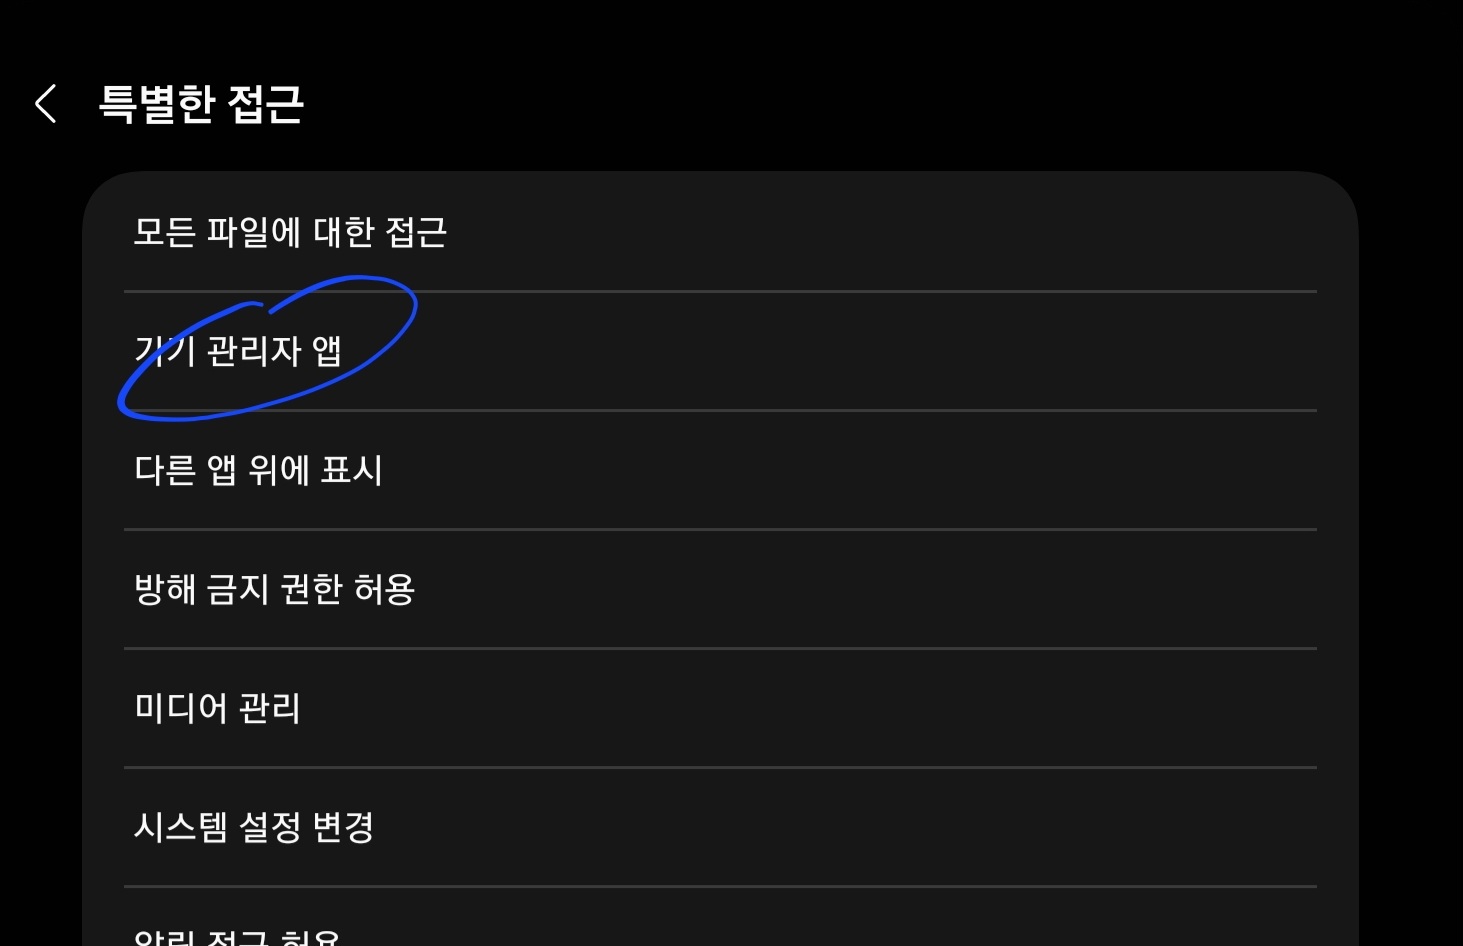 특별한 접근
모든 파일에 대한 접근
기기 관리자 앱
다른 앱 위에 표시
방해 금지 권한 허용
미디어 관리
시스템 설정 변경